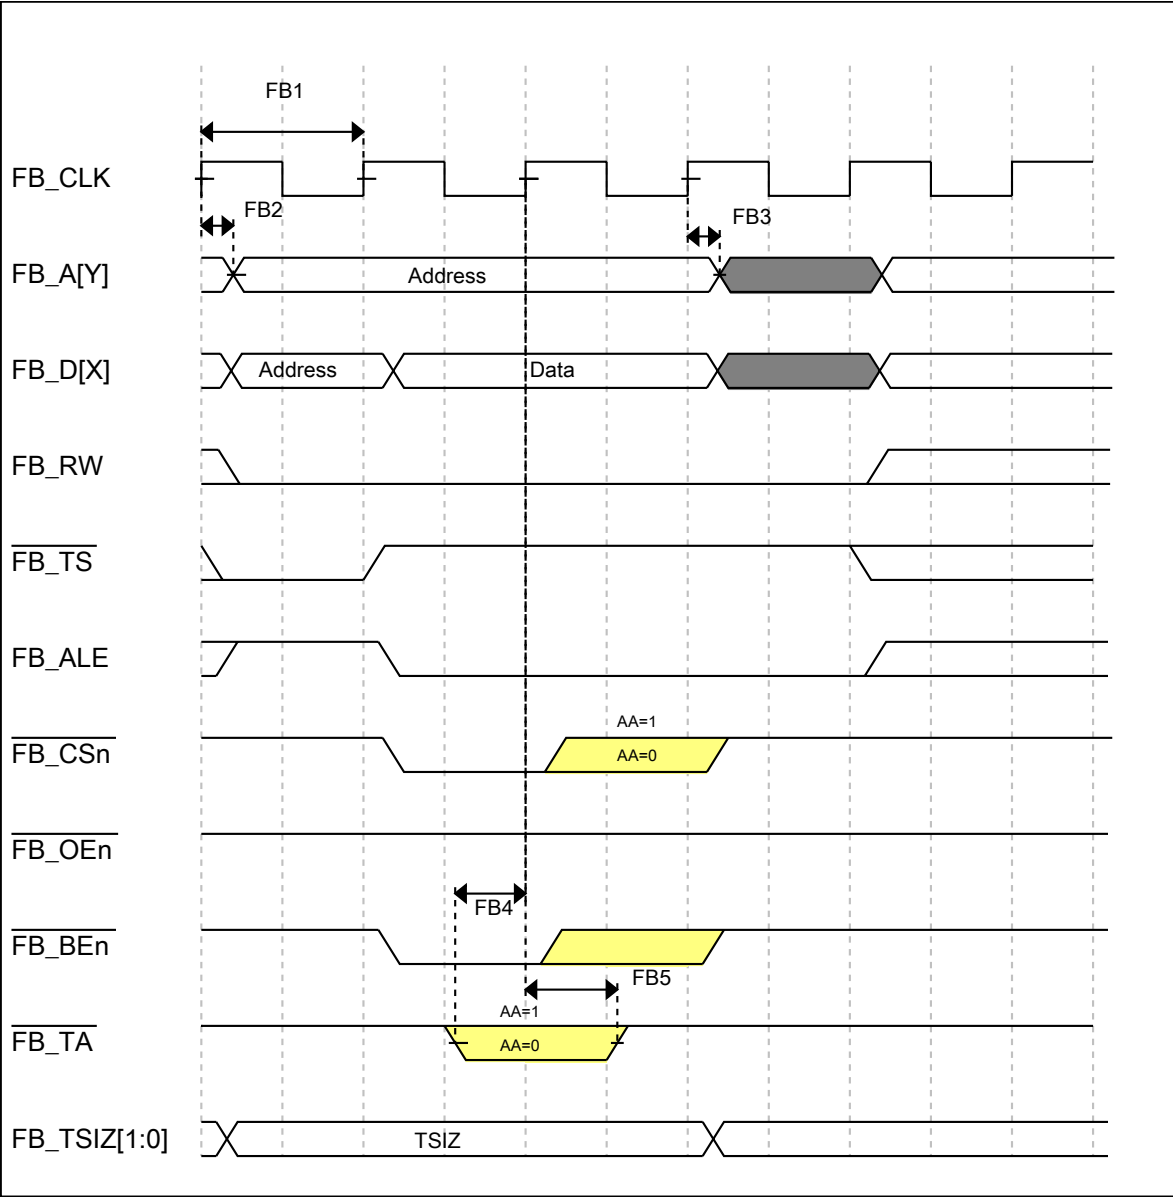 FB1
FB_CLK
FB2
FB3
FB_A[Y]
Address
FB_D[X]
Address
Data
FB_RW
FB_TS
FB_ALE
AA=1
FB_CSn
AA=0
FB_OEn
FB4
FB_BEn
FB5
AA=1
FB_TA
AA=0
FB_TSIZ[1:0]
TSIZ